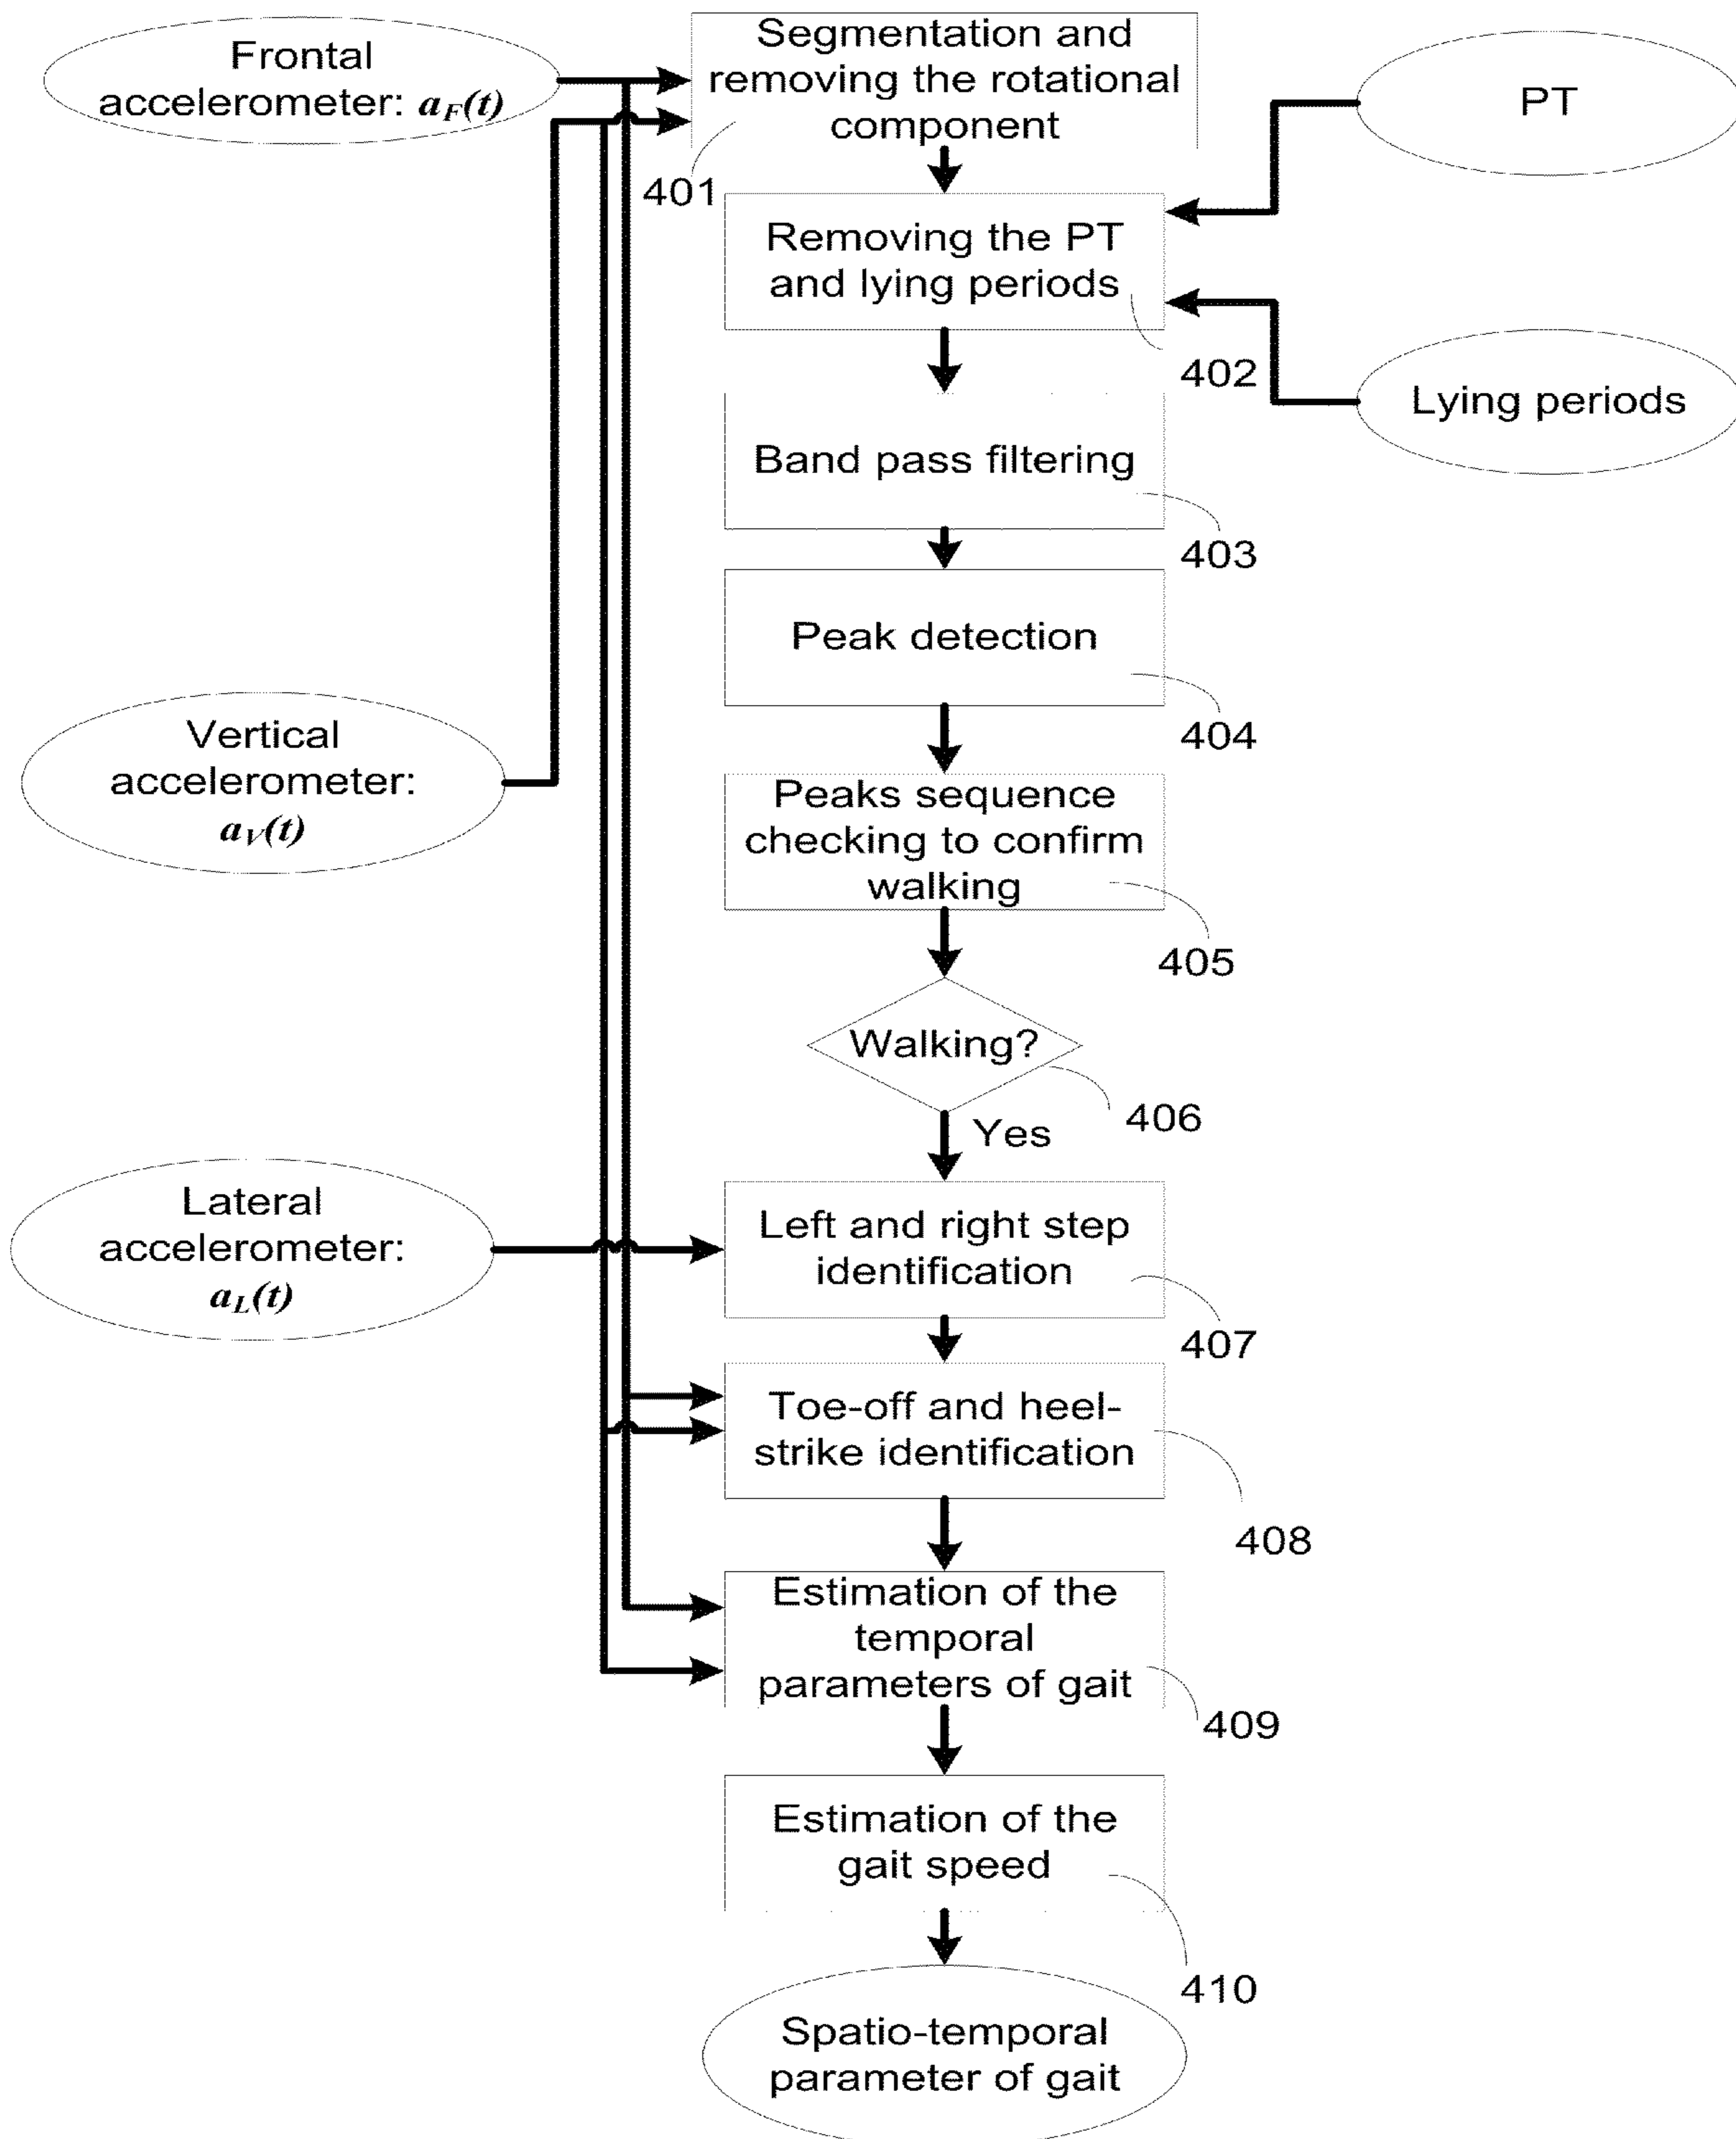 Frontal
accelerometer: a_F(t)
Segmentation and
removing the rotational
component
401
PT
Removing the PT
and lying periods
402
Lying periods
Band pass filtering
403
Peak detection
404
Vertical
accelerometer:
a_V(t)
Peaks sequence
checking to confirm
walking
405
Walking?
406
Yes
Lateral
accelerometer:
a_L(t)
Left and right step
identification
407
Toe-off and heel-
strike identification
408
Estimation of the
temporal
parameters of gait
409
Estimation of the
gait speed
410
Spatio-temporal
parameter of gait